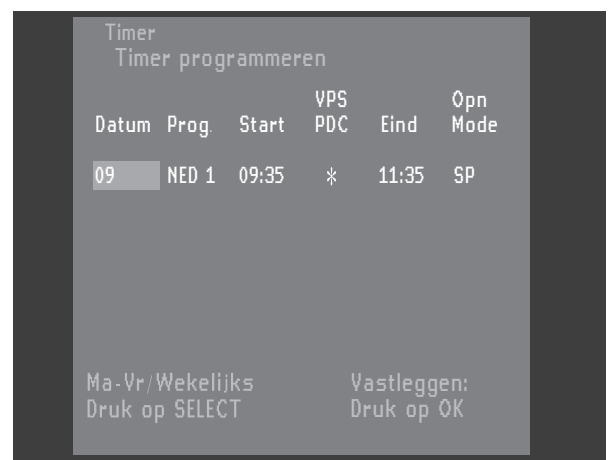 Timer
Timer programmeren
VPS Opn
Datum Prog. Start PDC Eind Mode
09 NED 1 09:35 * 11:35 SP
Ma-Vr/Wekelijks Vastleggen:
Druk op SELECT Druk op OK